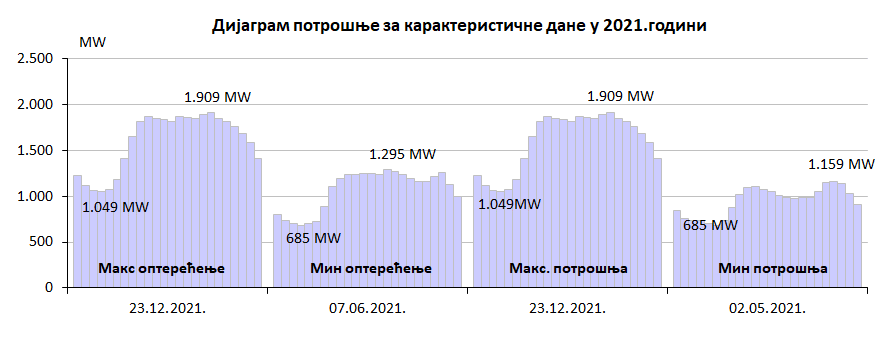 Дијаграм потрошње за карактеристичне дане у 2021.години
MW
2.500
2.000
1.500
1.000
500
0
1.909 MW
1.049 MW
Макс оптерећење
23.12.2021.
1.295 MW
685 MW
Мин оптерећење
07.06.2021.
1.909 MW
1.049MW
Макс. потрошња
23.12.2021.
1.159 MW
685 MW
Мин потрошња
02.05.2021.